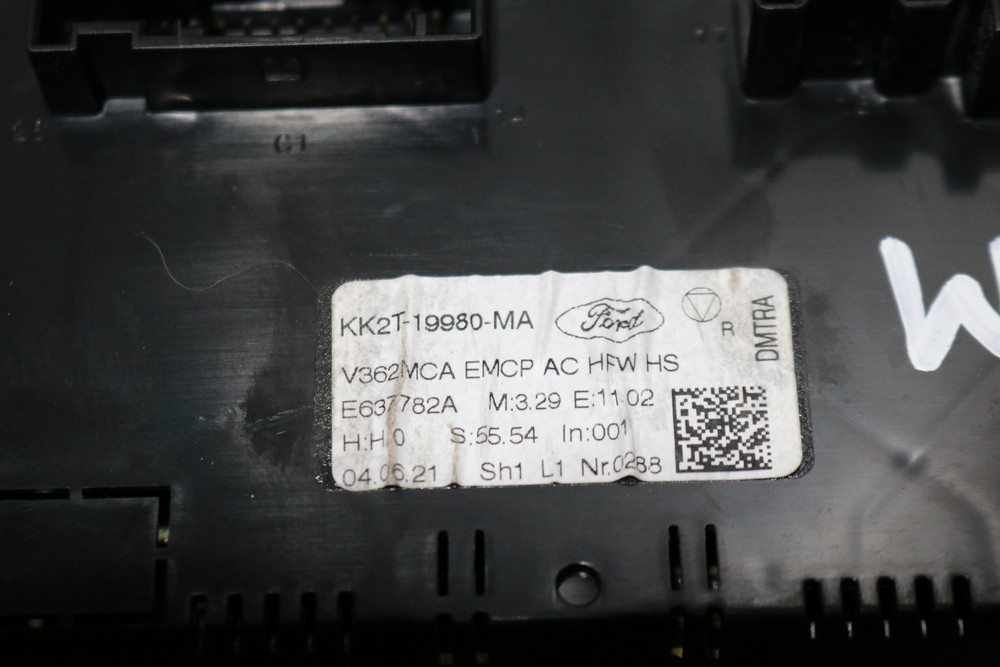 C1
1
KK2T-19980-MA Ford R DMTRA
V362MCA EMCP AC HFW HS
E637782A M:3.29 E:11.02
H:H.0 S:55.54 In:001
04.06.21 Sh1 L1 Nr.0288
W